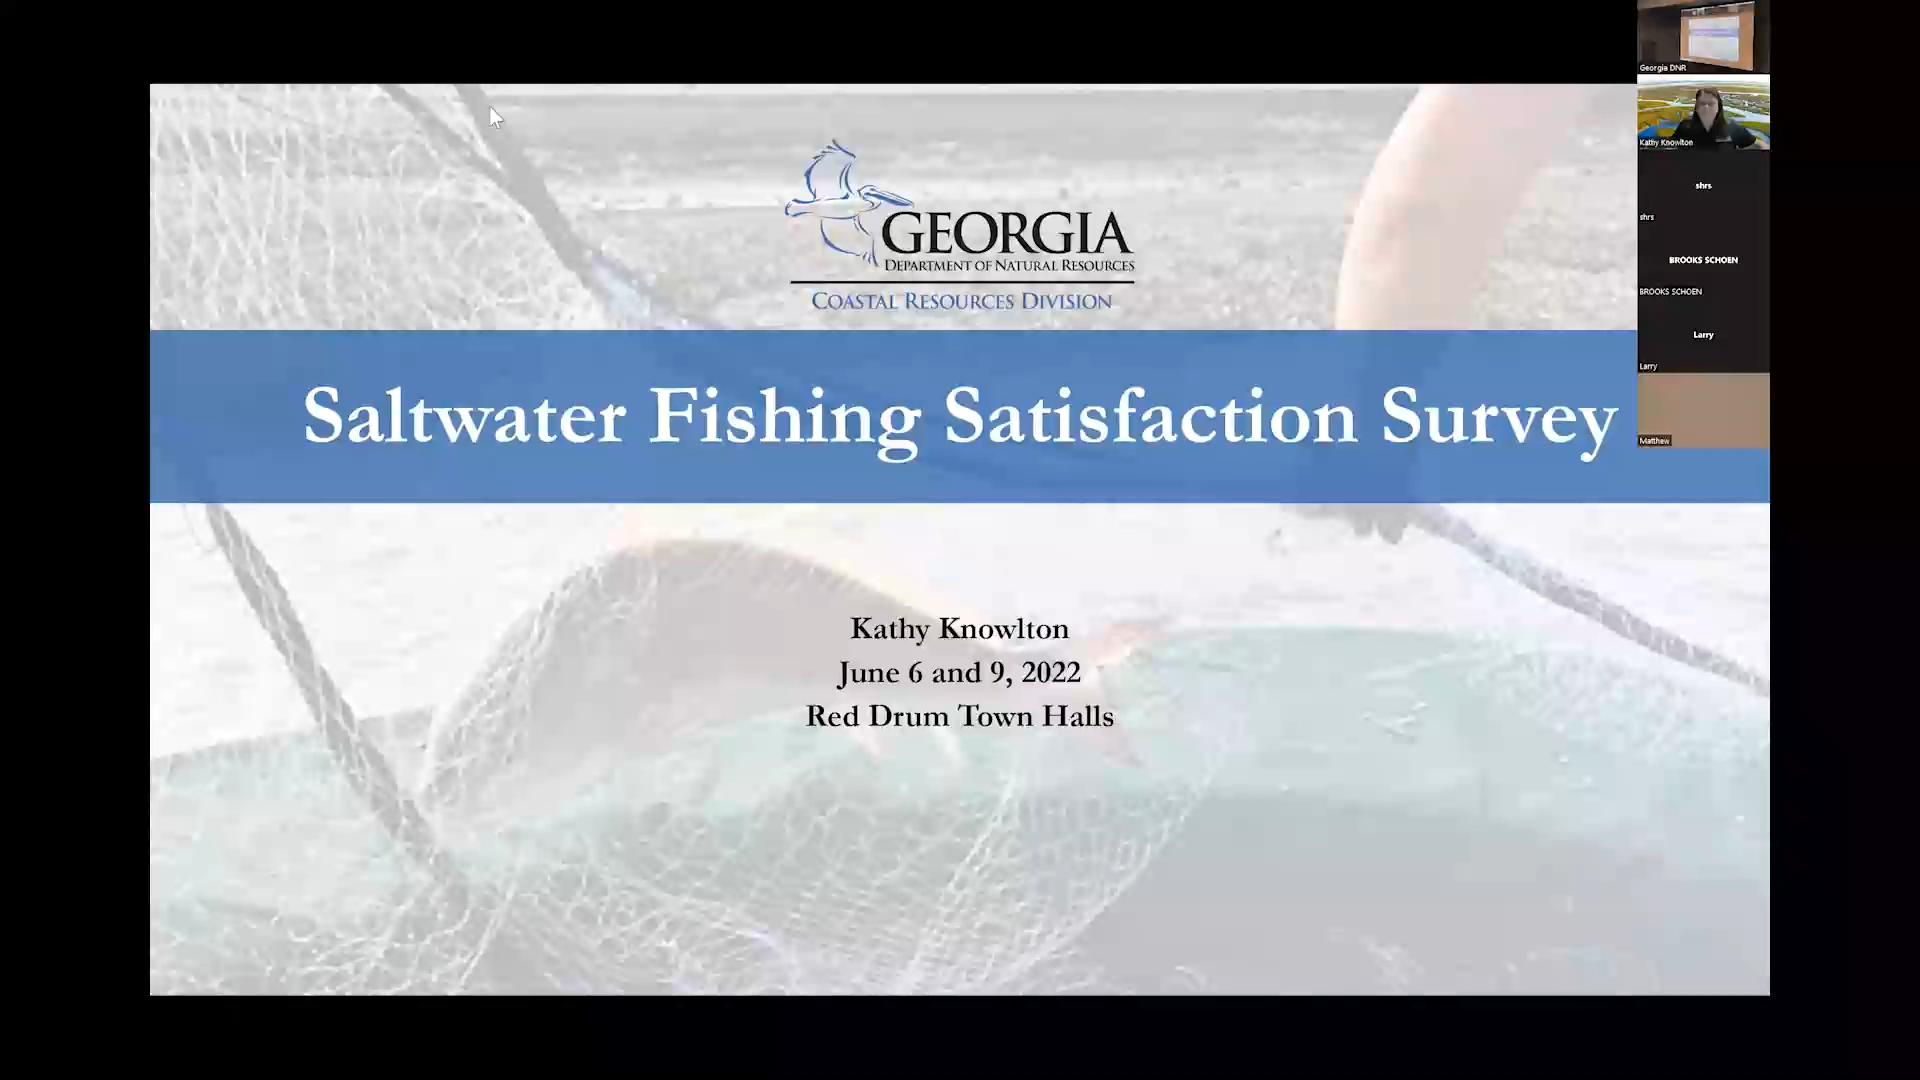 GEORGIA
DEPARTMENT OF NATURAL RESOURCES
COASTAL RESOURCES DIVISION
Saltwater Fishing Satisfaction Survey
Kathy Knowlton
June 6 and 9, 2022
Red Drum Town Halls
Georgia DNR
Kathy Knowlton
shrs
shrs
BROOKS SCHOEN
BROOKS SCHOEN
Larry
Larry
Matthew